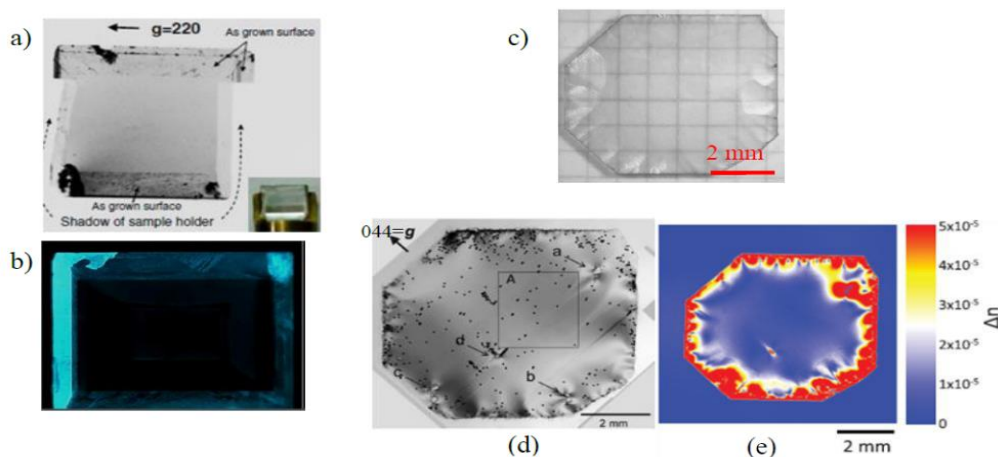 a)
g=220
As grown surface
As grown surface
Shadow of sample holder
b)
c)
2 mm
044=g
a
A
d
c
b
2 mm
(d)
5x10-5
4x10-5
3x10-5
2x10-5
1x10-5
0
Δn
2 mm
(e)